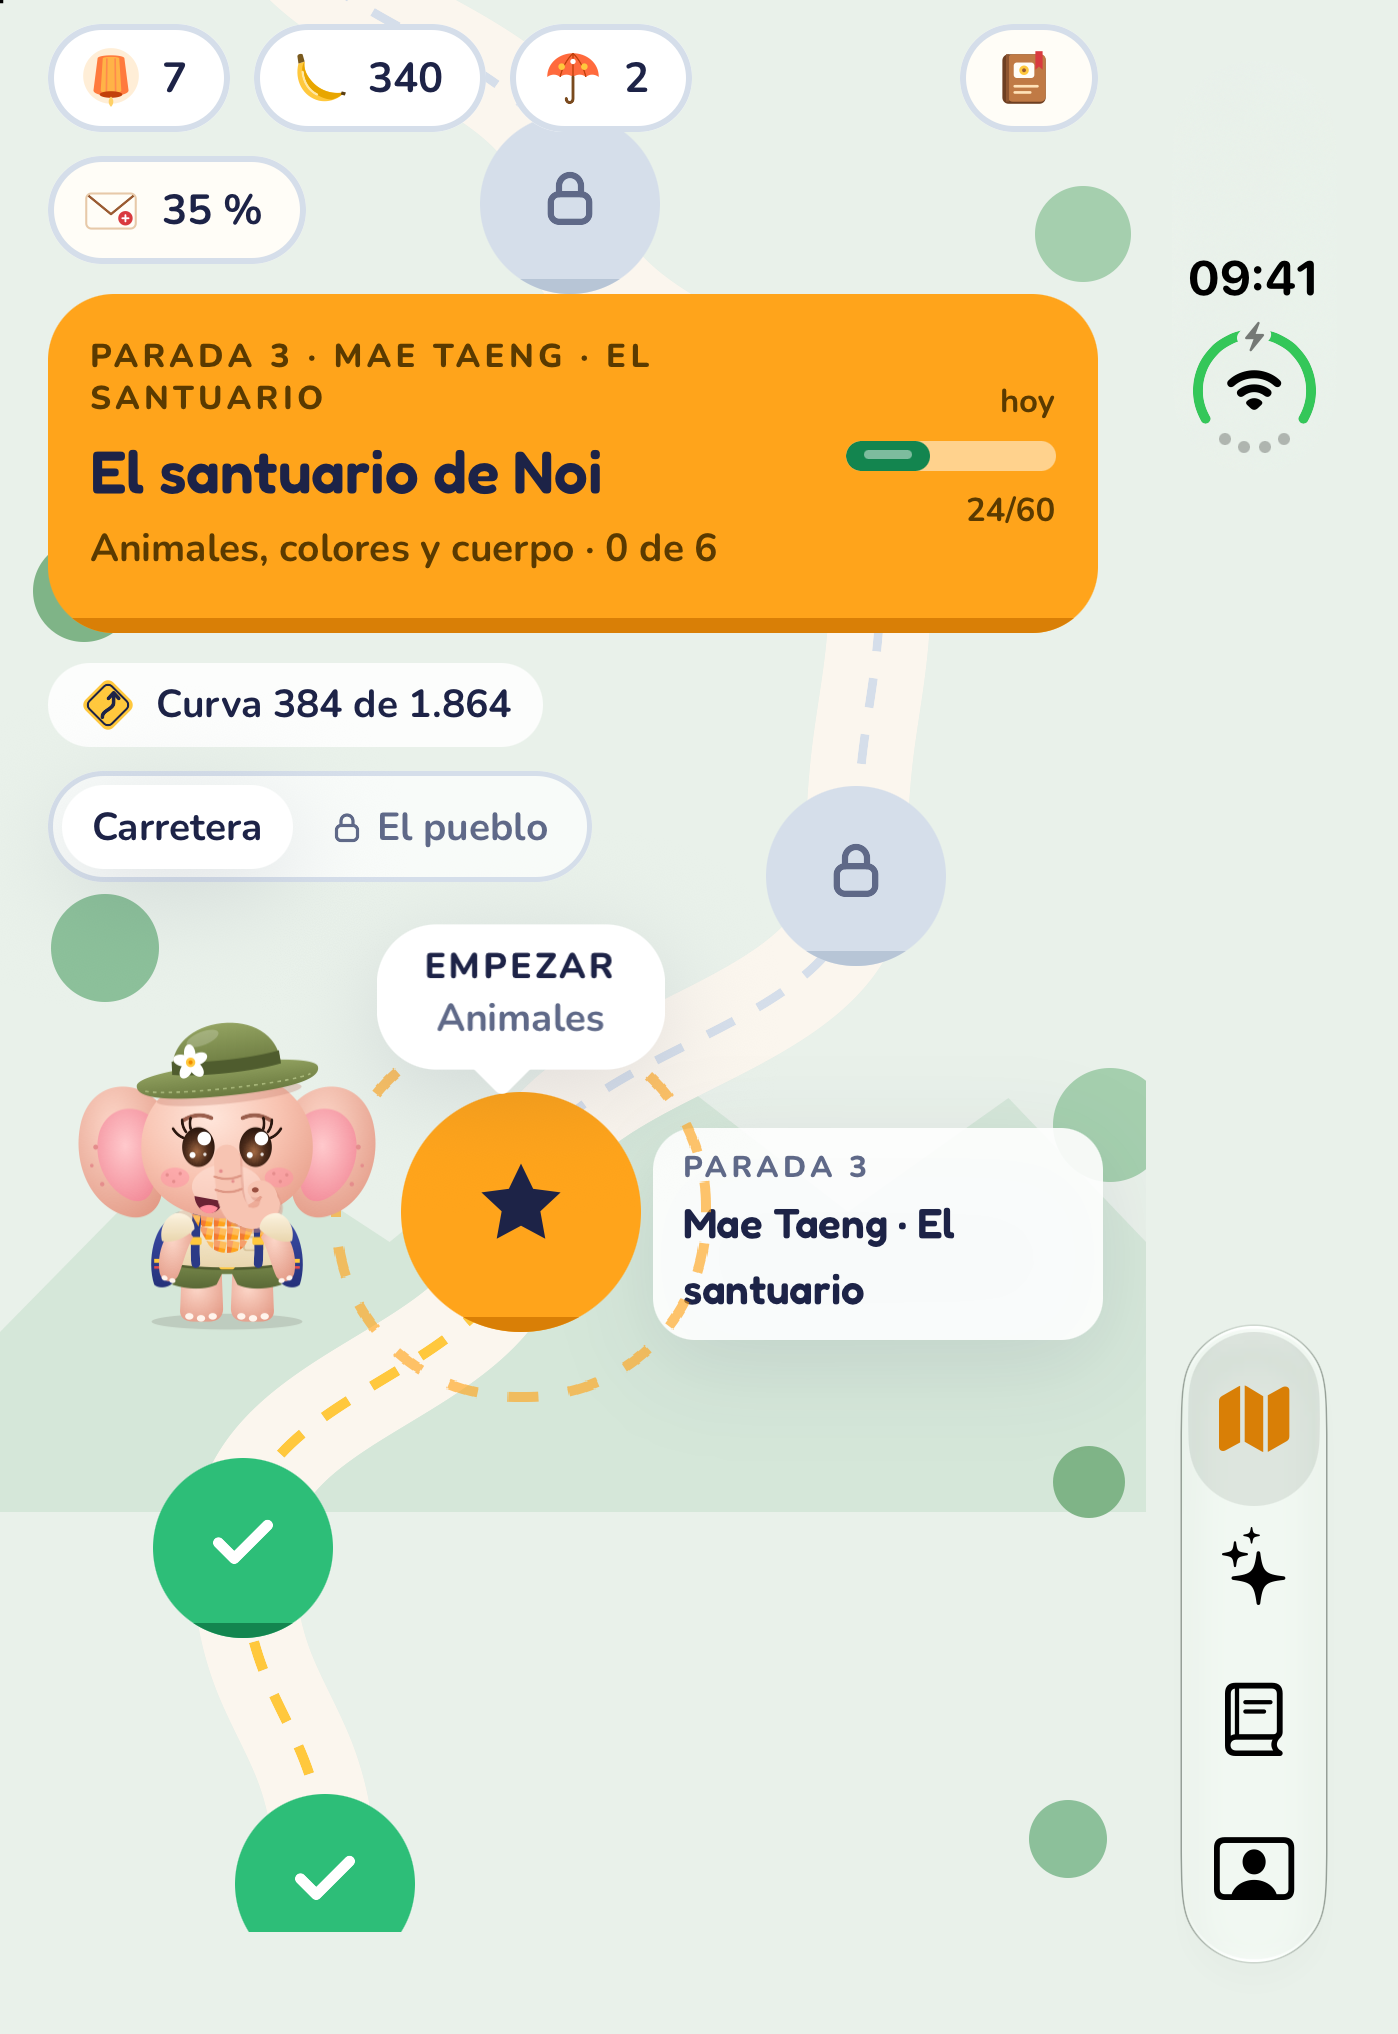 7
340
2
35 %
09:41
PARADA 3 · MAE TAENG · EL
SANTUARIO
hoy
El santuario de Noi
24/60
Animales, colores y cuerpo · 0 de 6
Curva 384 de 1.864
Carretera
El pueblo
EMPEZAR
Animales
PARADA 3
Mae Taeng · El
santuario